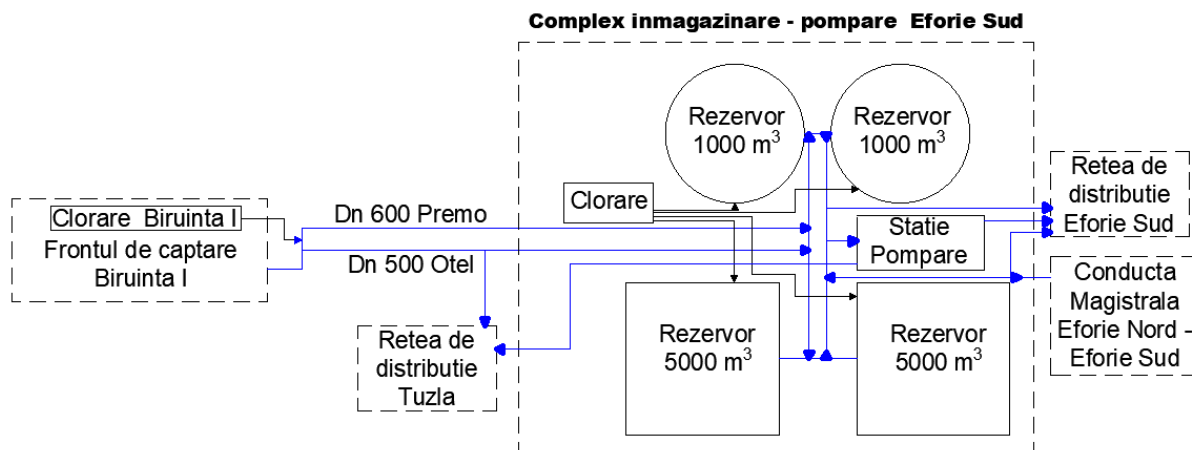 Complex inmagazinare - pompare Eforie Sud
Rezervor
1000 m³
Rezervor
1000 m³
Retea de
distributie
Eforie Sud
Clorare
Clorare Biruinta I
Frontul de captare
Biruinta I
Dn 600 Premo
Dn 500 Otel
Statie
Pompare
Conducta
Magistrala
Eforie Nord -
Eforie Sud
Retea de
distributie
Tuzla
Rezervor
5000 m³
Rezervor
5000 m³